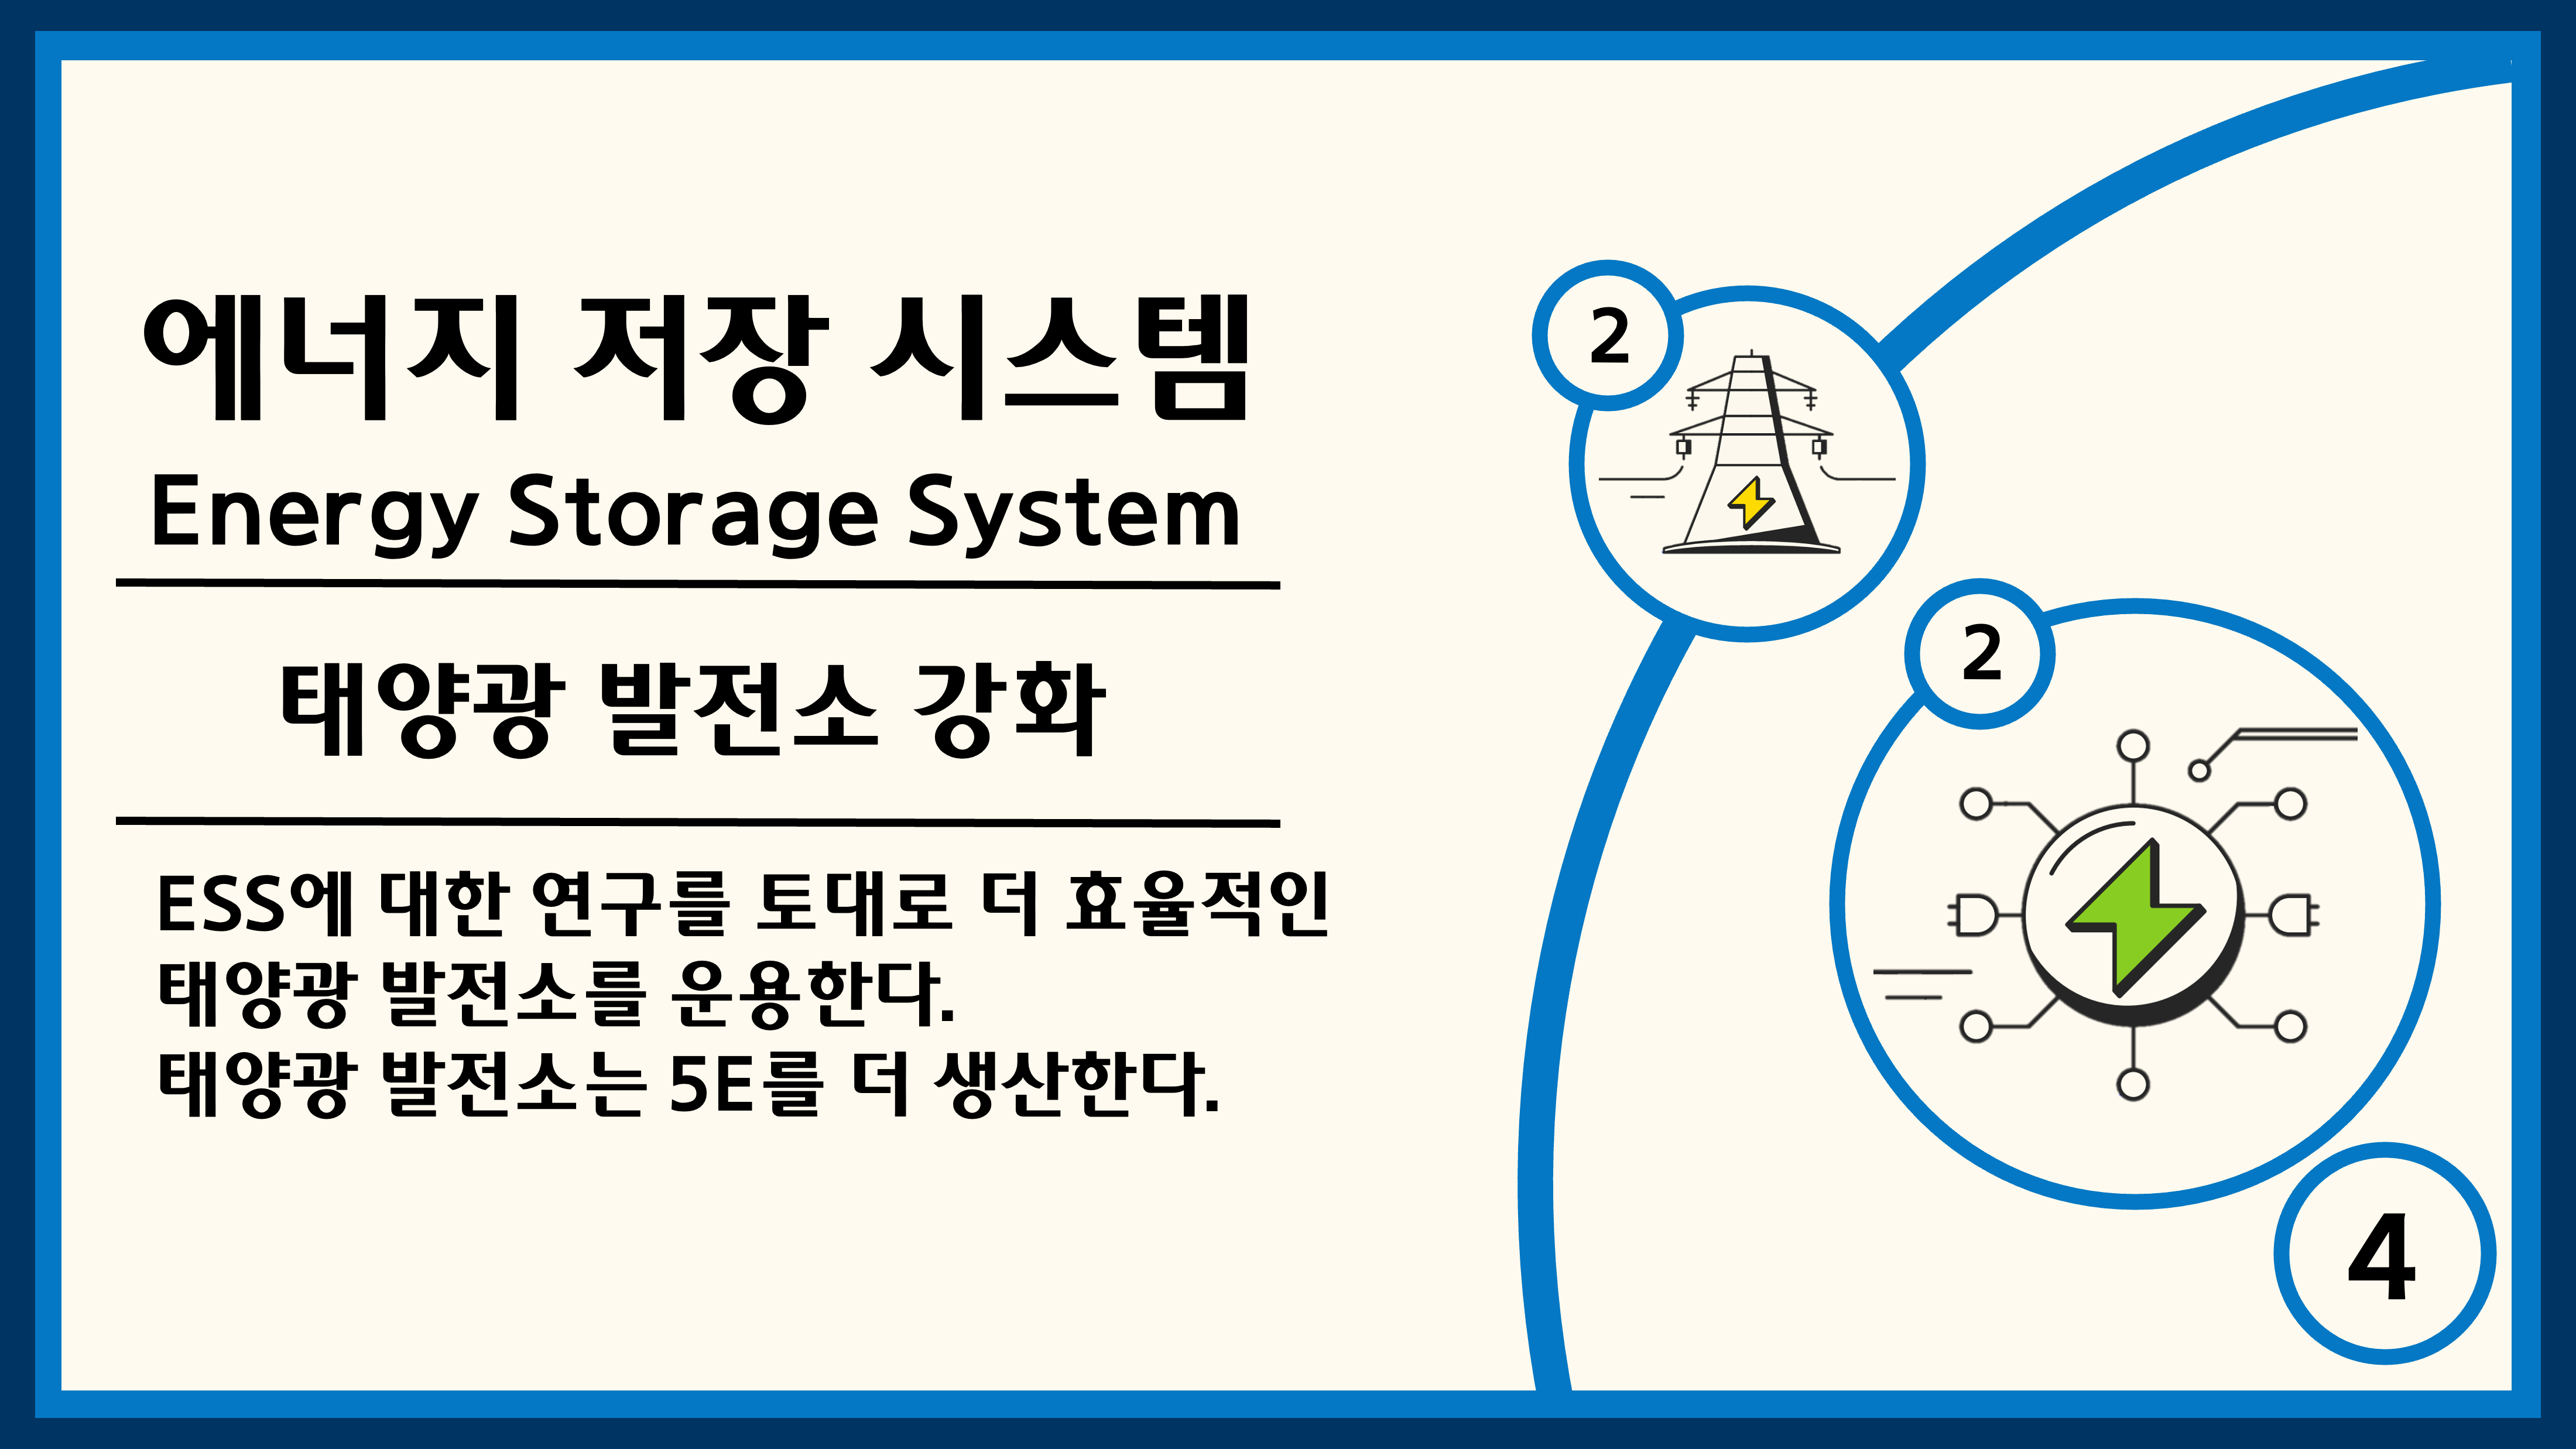 에너지 저장 시스템
Energy Storage System
태양광 발전소 강화
ESS에 대한 연구를 토대로 더 효율적인
태양광 발전소를 운용한다.
태양광 발전소는 5E를 더 생산한다.
2
2
4